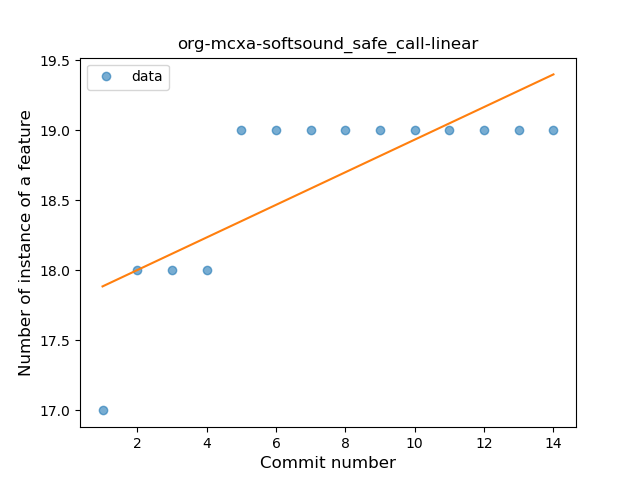 org-mcxa-softsound_safe_call-linear
data
Number of instance of a feature
19.5
19.0
18.5
18.0
17.5
17.0
2 4 6 8 10 12 14
Commit number